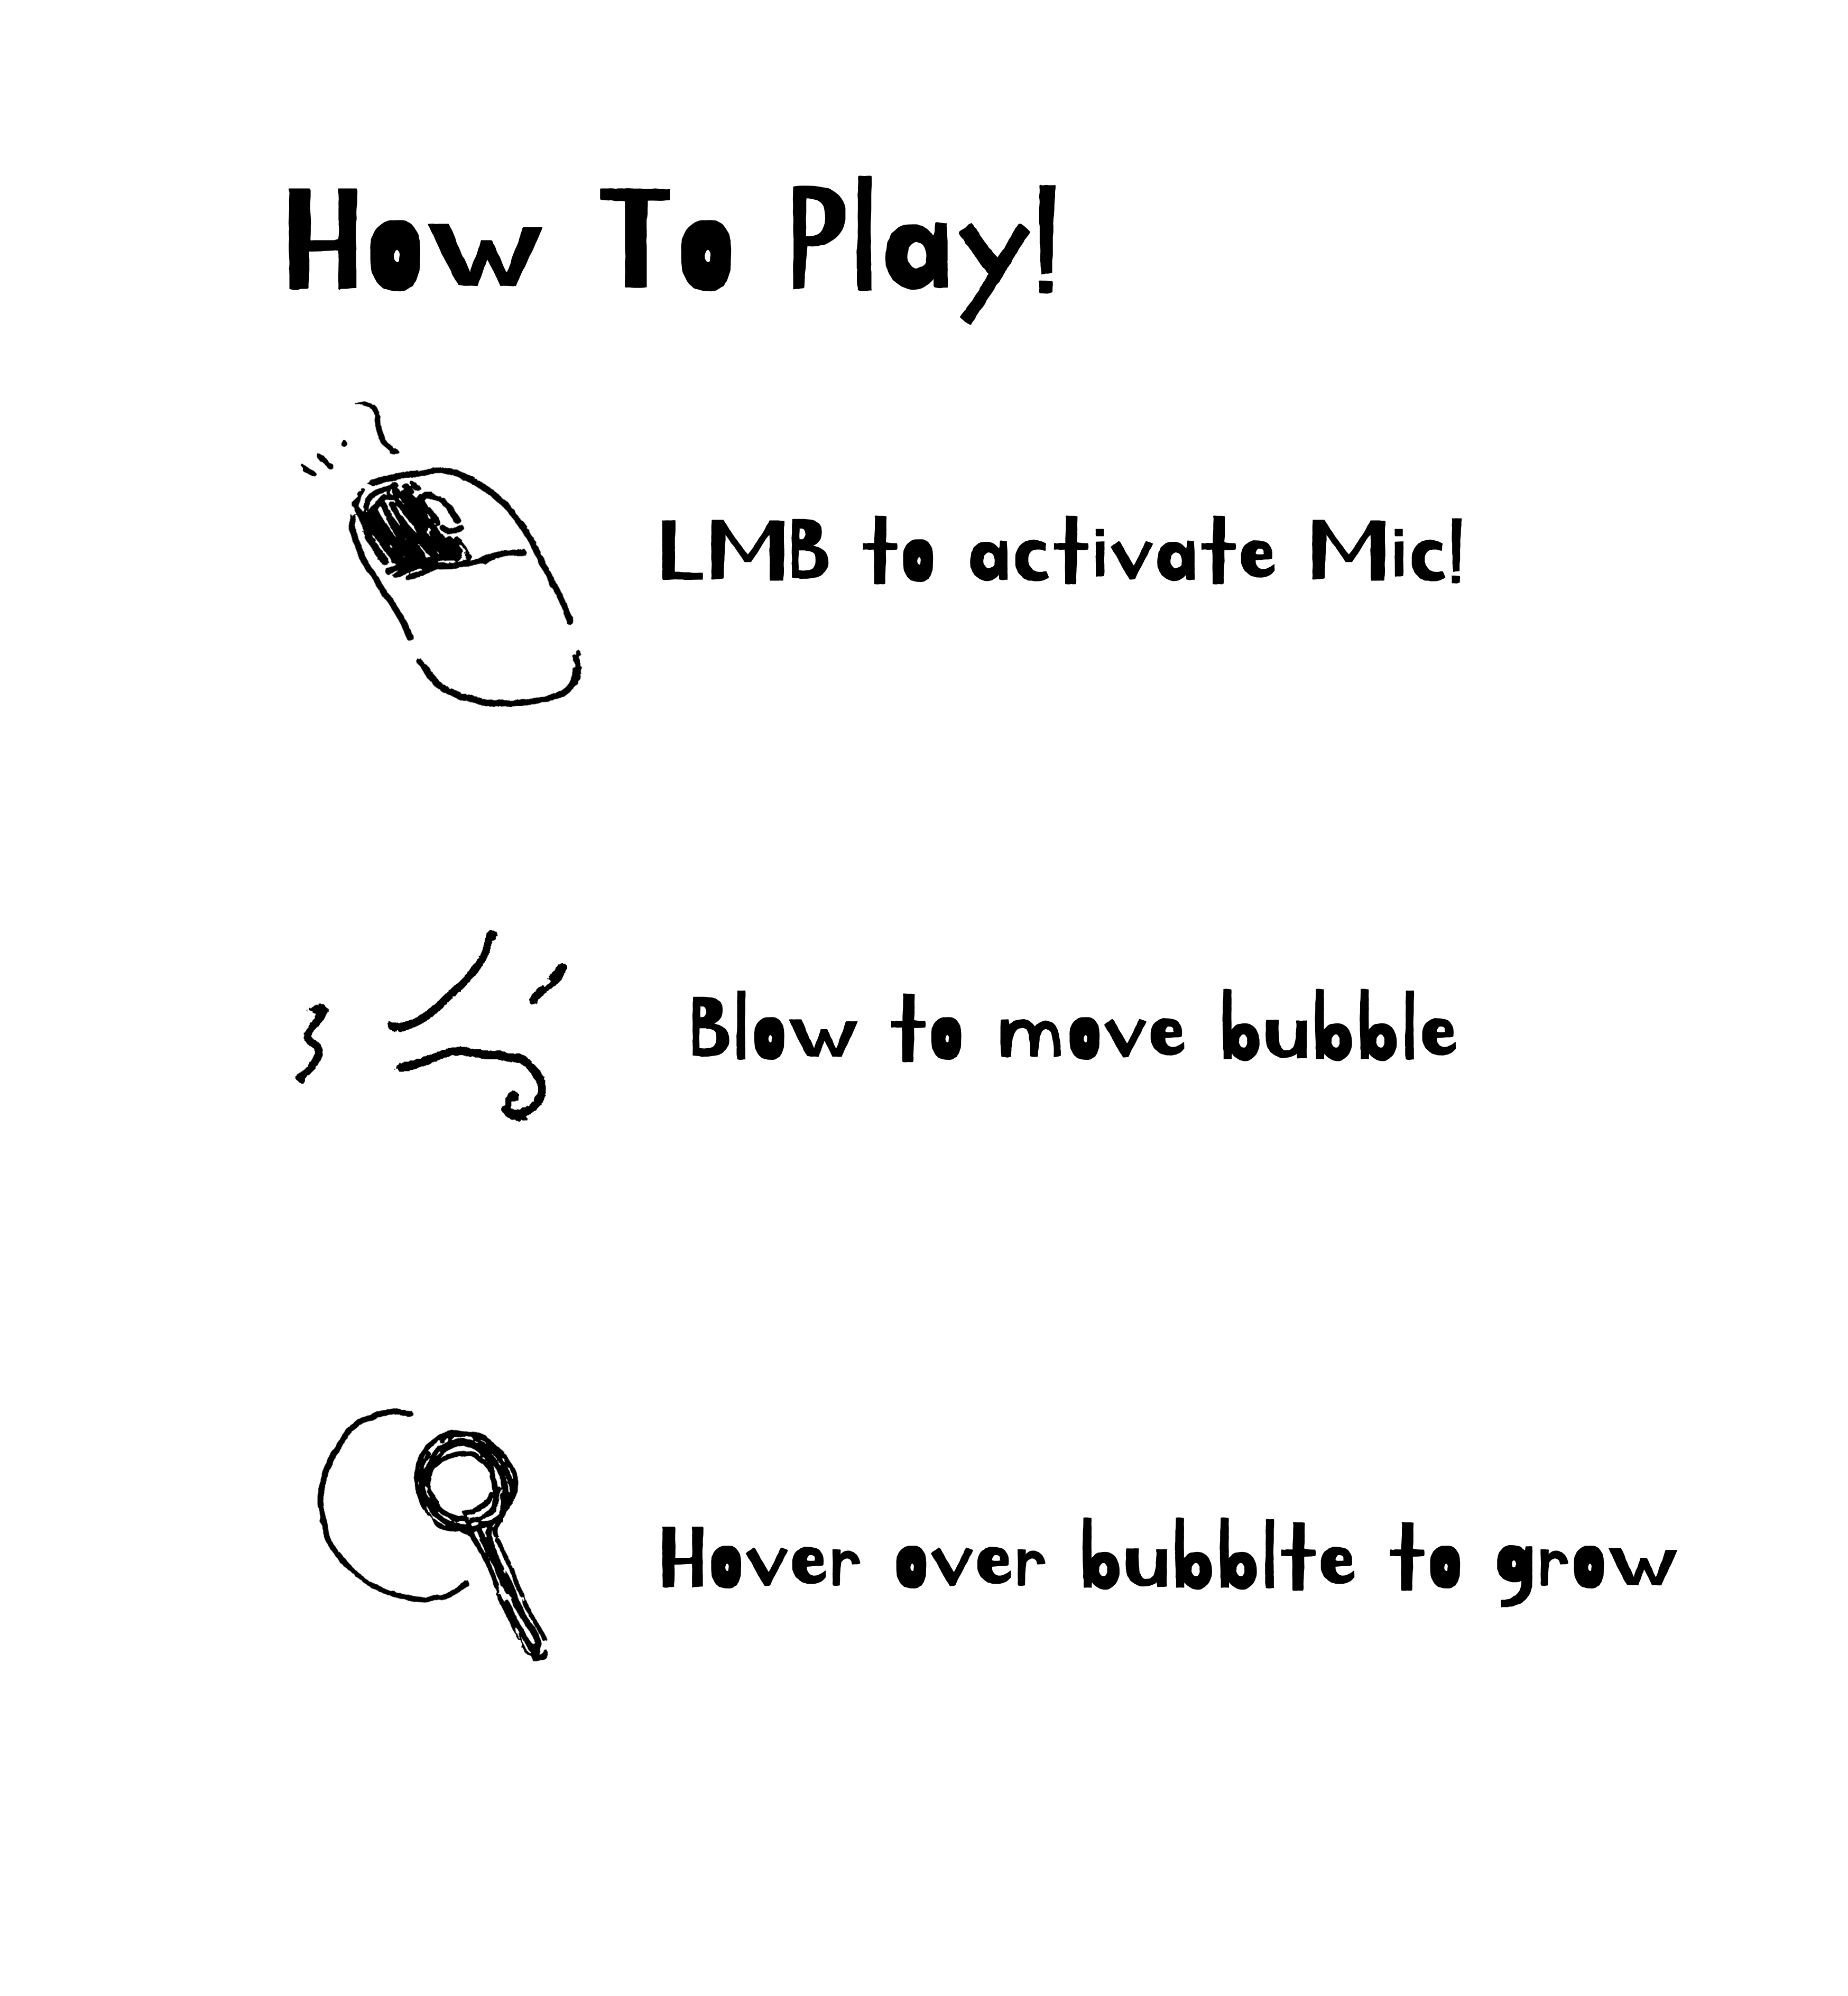 How To Play!
LMB to activate Mic!
Blow to move bubble
Hover over bubblte to grow